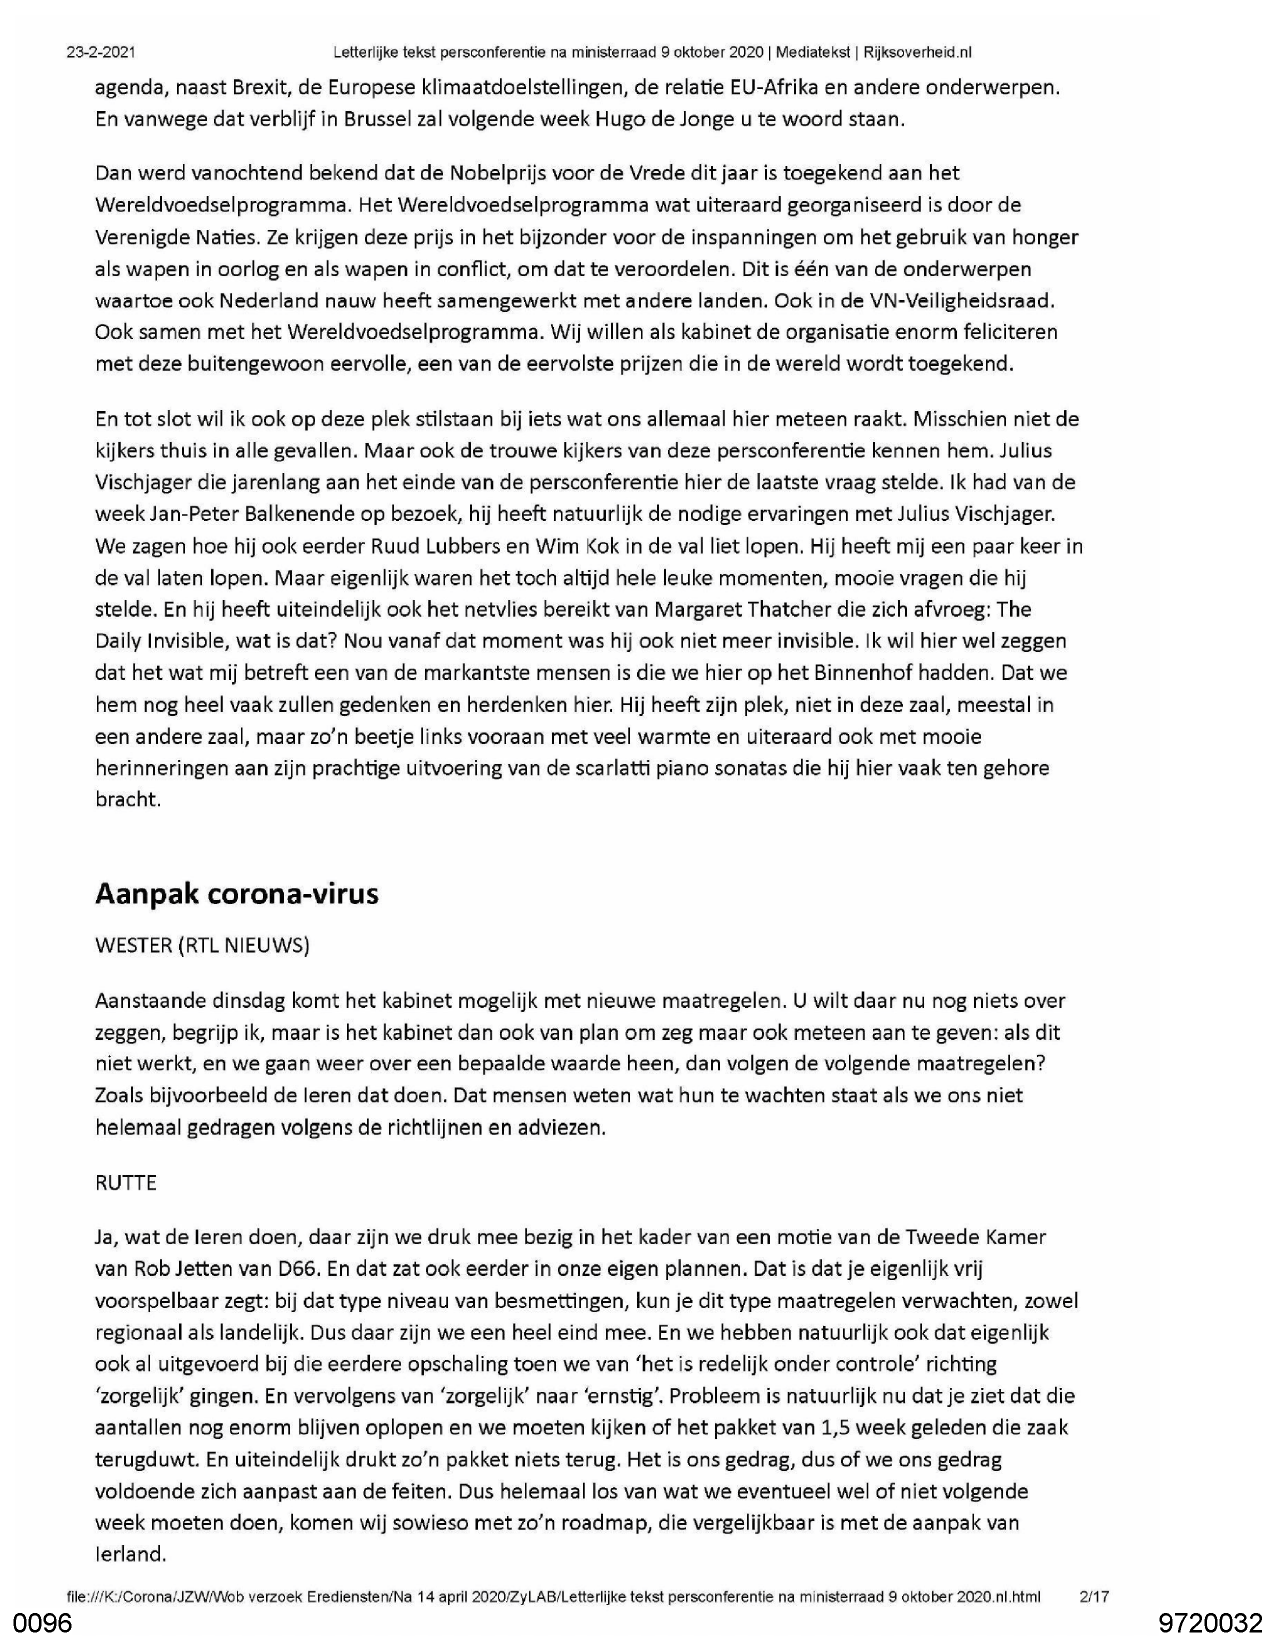 23-2-2021 Letterlijke tekst persconferentie na ministerraad 9 oktober 2020 | Mediatekst | Rijksoverheid.nl
agenda, naast Brexit, de Europese klimaatdoelstellingen, de relatie EU-Afrika en andere onderwerpen.
En vanwege dat verblijf in Brussel zal volgende week Hugo de Jonge u te woord staan.
Dan werd vanochtend bekend dat de Nobelprijs voor de Vrede dit jaar is toegekend aan het
Wereldvoedselprogramma. Het Wereldvoedselprogramma wat uiteraard georganiseerd is door de
Verenigde Naties. Ze krijgen deze prijs in het bijzonder voor de inspanningen om het gebruik van honger
als wapen in oorlog en als wapen in conflict, om dat te veroordelen. Dit is één van de onderwerpen
waartoe ook Nederland nauw heeft samengewerkt met andere landen. Ook in de VN-Veiligheidsraad.
Ook samen met het Wereldvoedselprogramma. Wij willen als kabinet de organisatie enorm feliciteren
met deze buitengewoon eervolle, een van de eervolste prijzen die in de wereld wordt toegekend.
En tot slot wil ik ook op deze plek stilstaan bij iets wat ons allemaal hier meteen raakt. Misschien niet de
kijkers thuis in alle gevallen. Maar ook de trouwe kijkers van deze persconferentie kennen hem. Julius
Vischjager die jarenlang aan het einde van de persconferentie hier de laatste vraag stelde. Ik had van de
week Jan-Peter Balkenende op bezoek, hij heeft natuurlijk de nodige ervaringen met Julius Vischjager.
We zagen hoe hij ook eerder Ruud Lubbers en Wim Kok in de val liet lopen. Hij heeft mij een paar keer in
de val laten lopen. Maar eigenlijk waren het toch altijd hele leuke momenten, mooie vragen die hij
stelde. En hij heeft uiteindelijk ook het netvlies bereikt van Margaret Thatcher die zich afvroeg: The
Daily Invisible, wat is dat? Nou vanaf dat moment was hij ook niet meer invisible. Ik wil hier wel zeggen
dat het wat mij betreft een van de markantste mensen is die we hier op het Binnenhof hadden. Dat we
hem nog heel vaak zullen gedenken en herdenken hier. Hij heeft zijn plek, niet in deze zaal, meestal in
een andere zaal, maar zo’n beetje links vooraan met veel warmte en uiteraard ook met mooie
herinneringen aan zijn prachtige uitvoering van de scarlatti piano sonatas die hij hier vaak ten gehore
bracht.
Aanpak corona-virus
WESTER (RTL NIEUWS)
Aanstaande dinsdag komt het kabinet mogelijk met nieuwe maatregelen. U wilt daar nu nog niets over
zeggen, begrijp ik, maar is het kabinet dan ook van plan om zeg maar ook meteen aan te geven: als dit
niet werkt, en we gaan weer over een bepaalde waarde heen, dan volgen de volgende maatregelen?
Zoals bijvoorbeeld de Ieren dat doen. Dat mensen weten wat hun te wachten staat als we ons niet
helemaal gedragen volgens de richtlijnen en adviezen.
RUTTE
Ja, wat de Ieren doen, daar zijn we druk mee bezig in het kader van een motie van de Tweede Kamer
van Rob Jetten van D66. En dat zat ook eerder in onze eigen plannen. Dat is dat je eigenlijk vrij
voorspelbaar zegt: bij dat type niveau van besmettingen, kun je dit type maatregelen verwachten, zowel
regionaal als landelijk. Dus daar zijn we een heel eind mee. En we hebben natuurlijk ook dat eigenlijk
ook al uitgevoerd bij die eerdere opschaling toen we van ‘het is redelijk onder controle’ richting
‘zorgelijk’ gingen. En vervolgens van ‘zorgelijk’ naar ‘ernstig’. Probleem is natuurlijk nu dat je ziet dat die
aantallen nog enorm blijven oplopen en we moeten kijken of het pakket van 1,5 week geleden die zaak
terugduwt. En uiteindelijk drukt zo’n pakket niets terug. Het is ons gedrag, dus of we ons gedrag
voldoende zich aanpast aan de feiten. Dus helemaal los van wat we eventueel wel of niet volgende
week moeten doen, komen wij sowieso met zo’n roadmap, die vergelijkbaar is met de aanpak van
Ierland.
file:///K:/Corona/JZW/Wob verzoek Erediensten/Na 14 april 2020/ZyLAB/Letterlijke tekst persconferentie na ministerraad 9 oktober 2020.nl.html 2/17
0096 9720032